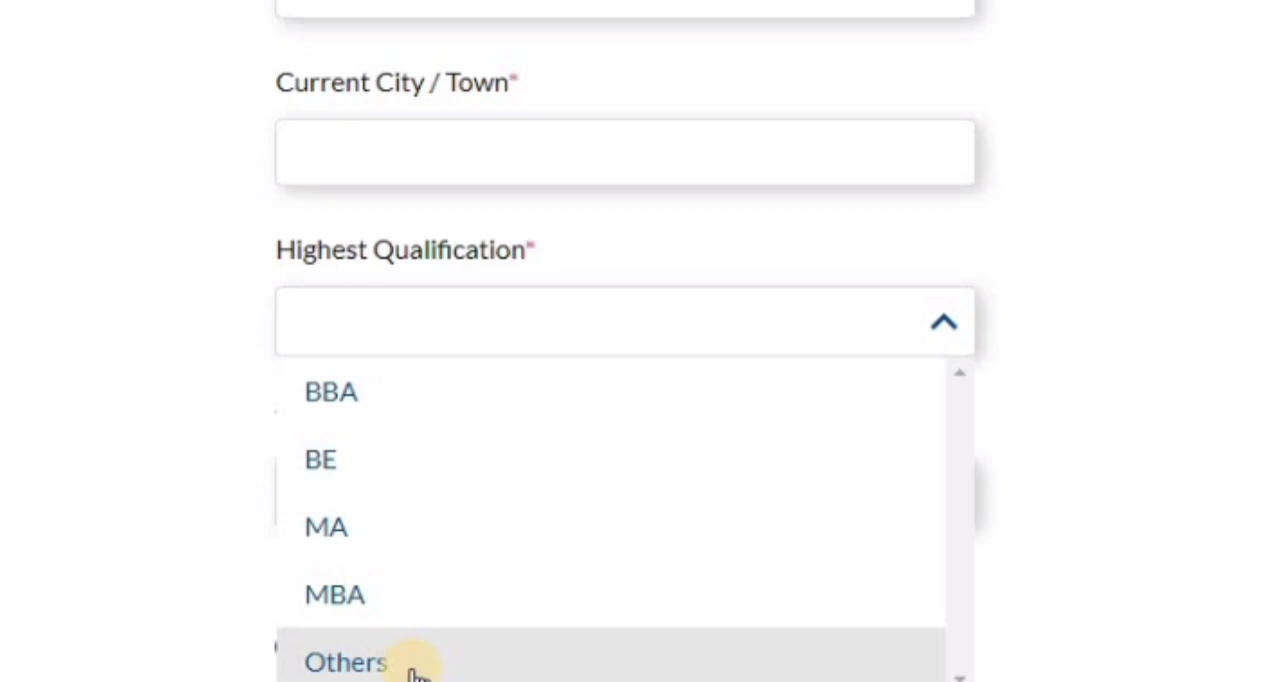 Current City / Town*
Highest Qualification*
BBA
BE
MA
MBA
Others